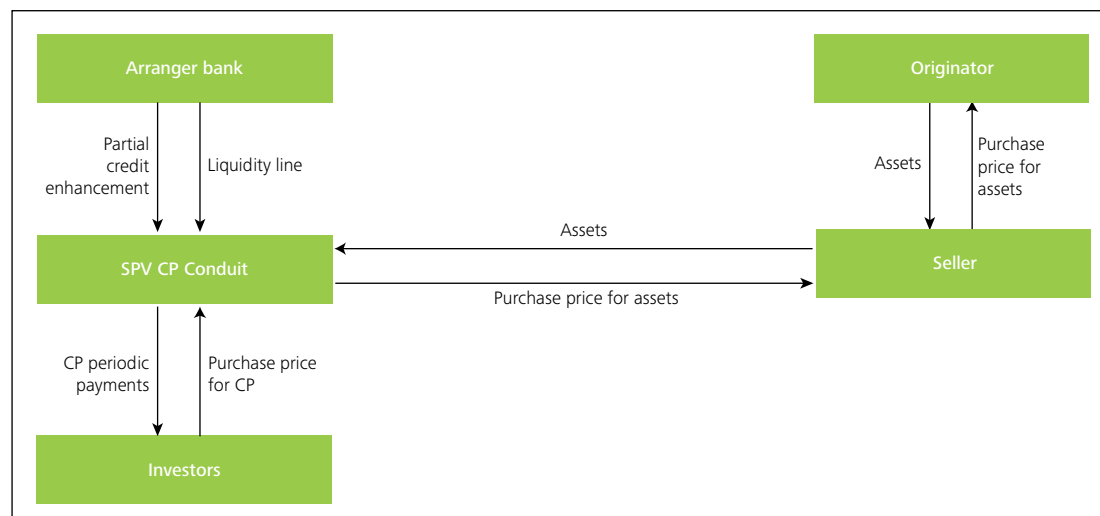 Arranger bank
Originator
Partial
credit
enhancement
Liquidity line
Assets
Purchase
price for
assets
Assets
SPV CP Conduit
Seller
Purchase price for assets
CP periodic
payments
Purchase price
for CP
Investors